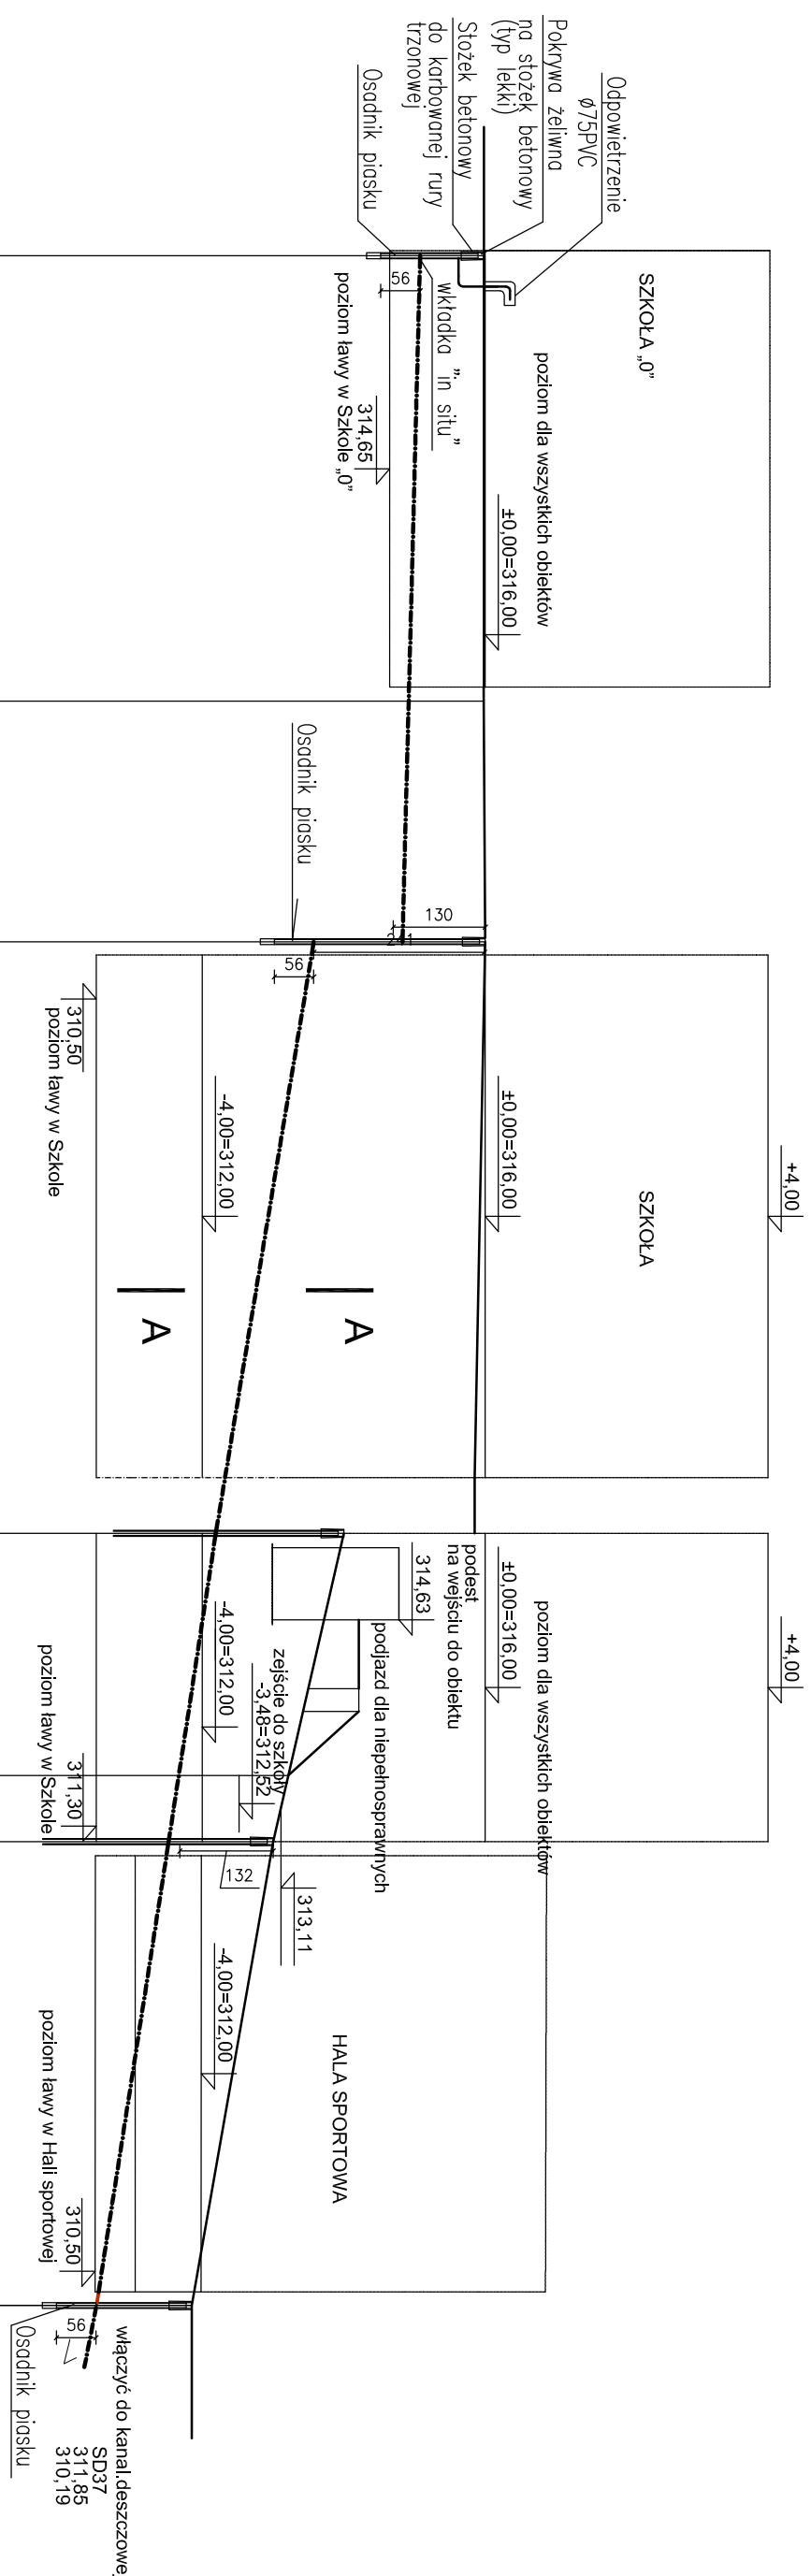 Odpowietrzenie
ø75PVC
Pokrywa żeliwna
na stożek betonowy
(typ lekki)
Stożek betonowy
do karbowanej rury
trzonowej
Osadnik piasku
SZKOŁA „0”
poziom dla wszystkich obiektów
±0,00=316,00
wkładka "in situ"
56
314,65
poziom ławy w Szkole „0”
Osadnik piasku
130
241
56
310,50
poziom ławy w Szkole
+4,00
SZKOŁA
±0,00=316,00
-4,00=312,00
A
A
+4,00
poziom dla wszystkich obiektów
±0,00=316,00
podest
na wejściu do obiektu
314,63
podjazd dla niepełnosprawnych
zejście do szkoły
-3,48=312,52
-4,00=312,00
311,30
poziom ławy w Szkole
313,11
132
-4,00=312,00
HALA SPORTOWA
310,50
poziom ławy w Hali sportowej
56
Osadnik piasku
włączyć do kanal.deszczowe
SD37
311,85
310,19